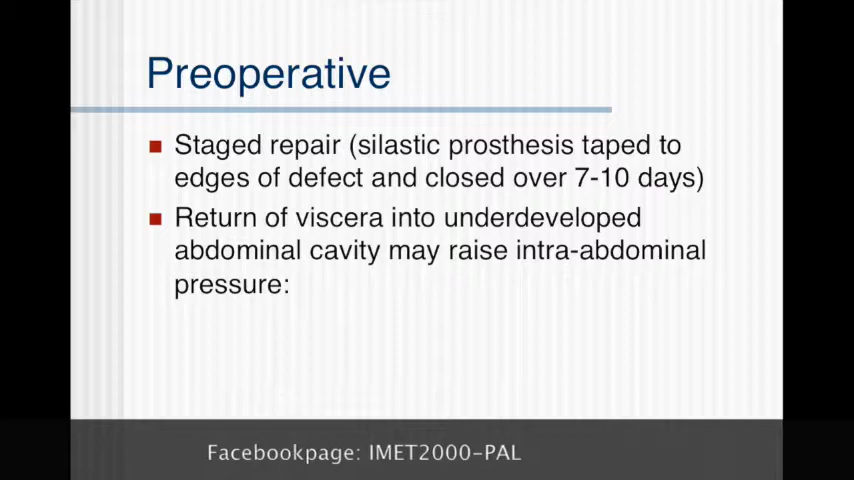 Preoperative
Staged repair (silastic prosthesis taped to
edges of defect and closed over 7-10 days)
Return of viscera into underdeveloped
abdominal cavity may raise intra-abdominal
pressure:
Facebookpage: IMET2000-PAL